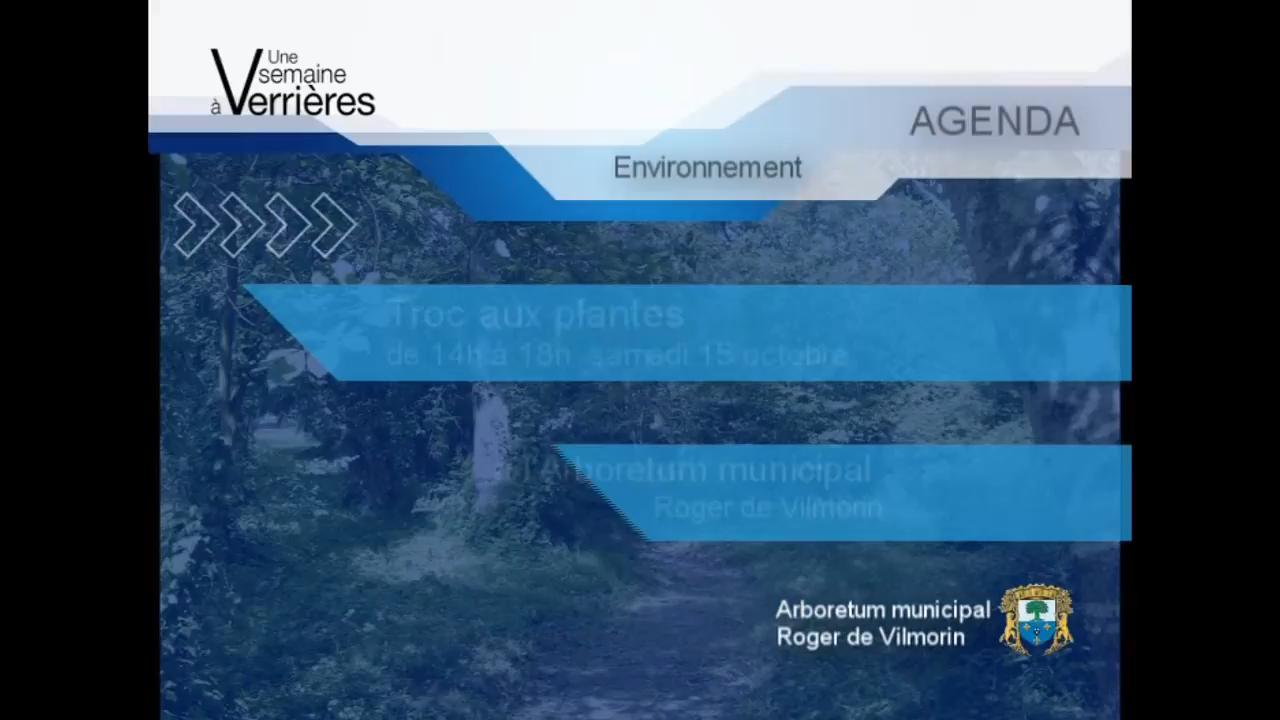 Une
semaine
à Verrières
AGENDA
Environnement
Troc aux plantes
de 14h à 18h samedi 15 octobre
l'Arboretum municipal
Roger de Vilmorin
Arboretum municipal
Roger de Vilmorin